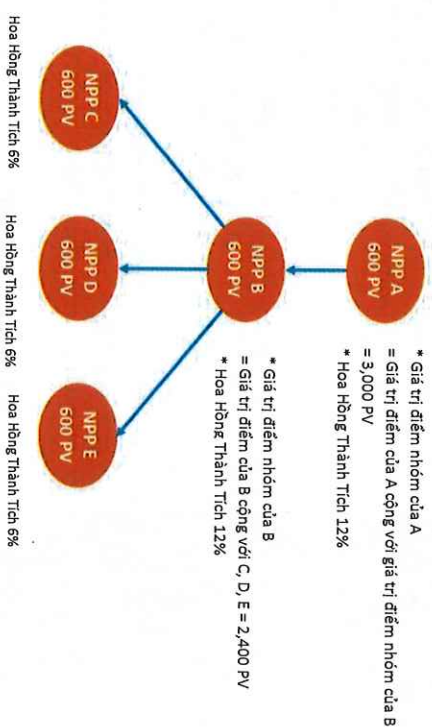 NPP A
600 PV
* Giá trị điểm nhóm của A
= Giá trị điểm của A cộng với giá trị điểm nhóm của B
= 3,000 PV
* Hoa Hồng Thành Tích 12%
NPP B
600 PV
* Giá trị điểm nhóm của B
= Giá trị điểm của B cộng với C, D, E = 2,400 PV
* Hoa Hồng Thành Tích 12%
NPP C
600 PV
NPP D
600 PV
NPP E
600 PV
Hoa Hồng Thành Tích 6%
Hoa Hồng Thành Tích 6%
Hoa Hồng Thành Tích 6%